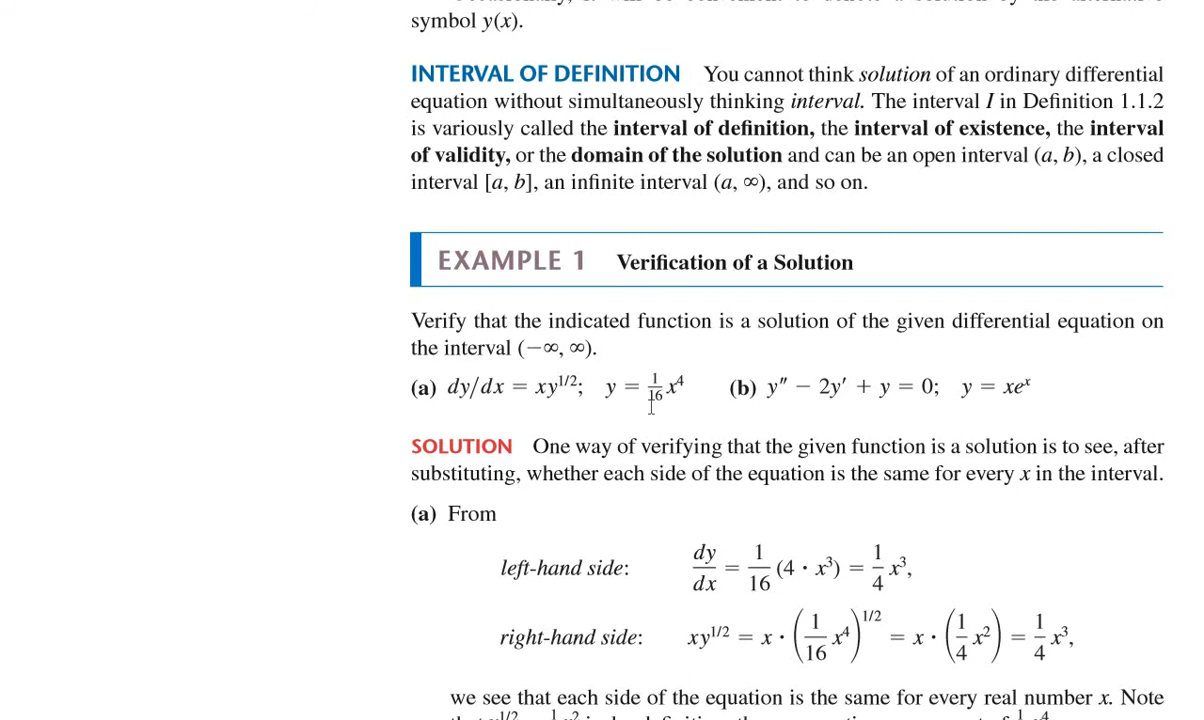 symbol y(x).
INTERVAL OF DEFINITION You cannot think solution of an ordinary differential
equation without simultaneously thinking interval. The interval I in Definition 1.1.2
is variously called the interval of definition, the interval of existence, the interval
of validity, or the domain of the solution and can be an open interval (a, b), a closed
interval [a, b], an infinite interval (a, ∞), and so on.
EXAMPLE 1 Verification of a Solution
Verify that the indicated function is a solution of the given differential equation on
the interval (−∞, ∞).
(a) dy/dx = xy^{1/2}; y = \frac{1}{16}x^4 (b) y″ − 2y′ + y = 0; y = xe^x
SOLUTION One way of verifying that the given function is a solution is to see, after
substituting, whether each side of the equation is the same for every x in the interval.
(a) From
left-hand side: \frac{dy}{dx} = \frac{1}{16}(4 · x^3) = \frac{1}{4}x^3,
right-hand side: xy^{1/2} = x · (\frac{1}{16}x^4)^{1/2} = x · (\frac{1}{4}x^2) = \frac{1}{4}x^3,
we see that each side of the equation is the same for every real number x. Note